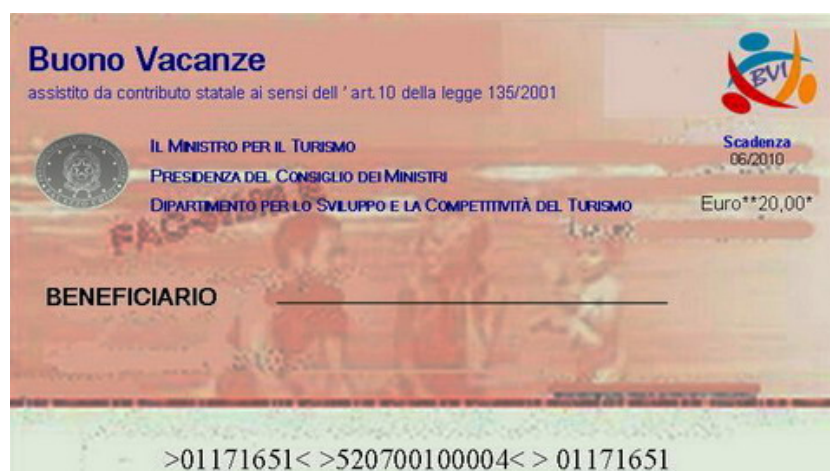 Buono Vacanze
assistito da contributo statale ai sensi dell ' art.10 della legge 135/2001
BVI
IL MINISTRO PER IL TURISMO
PRESIDENZA DEL CONSIGLIO DEI MINISTRI
DIPARTIMENTO PER LO SVILUPPO E LA COMPETITIVITÀ DEL TURISMO
Scadenza
06/2010
Euro**20,00*
FAC-SIMILE
BENEFICIARIO
>01171651< >520700100004< > 01171651